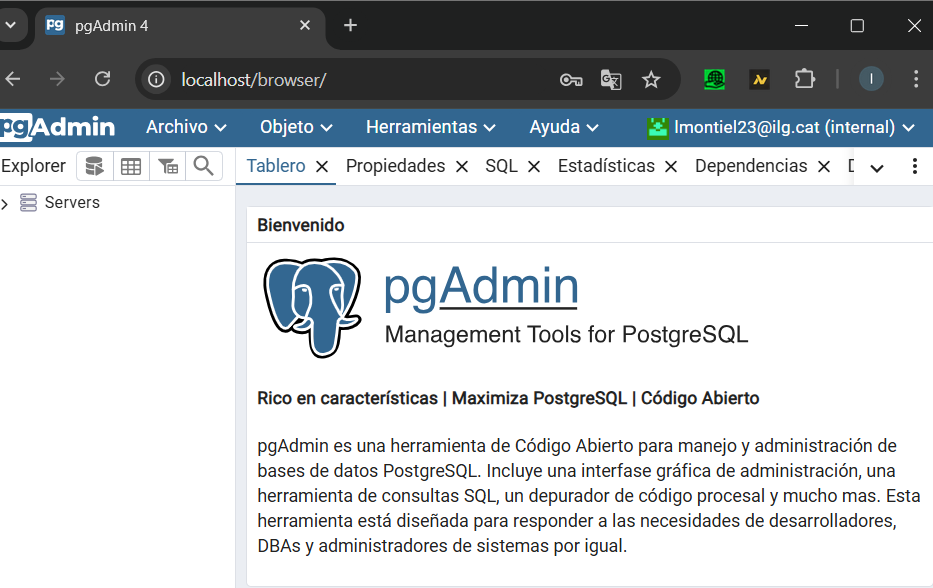 pgAdmin 4
localhost/browser/
I
pgAdmin
Archivo
Objeto
Herramientas
Ayuda
lmontiel23@ilg.cat (internal)
Explorer
Tablero
Propiedades
SQL
Estadísticas
Dependencias
Servers
Bienvenido
pgAdmin
Management Tools for PostgreSQL
Rico en características | Maximiza PostgreSQL | Código Abierto
pgAdmin es una herramienta de Código Abierto para manejo y administración de
bases de datos PostgreSQL. Incluye una interfase gráfica de administración, una
herramienta de consultas SQL, un depurador de código procesal y mucho mas. Esta
herramienta está diseñada para responder a las necesidades de desarrolladores,
DBAs y administradores de sistemas por igual.